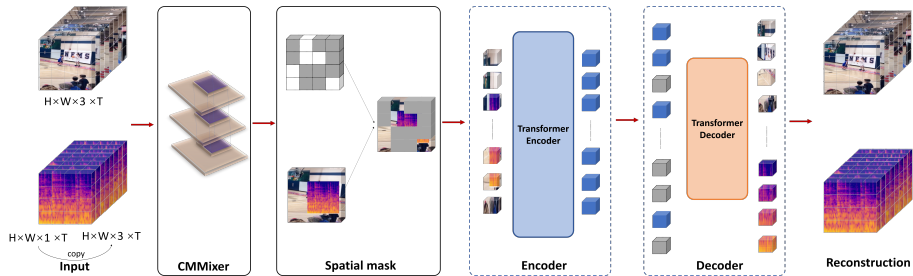 H×W×3 ×T
H×W×1 ×T
H×W×3 ×T
copy
Input
CMMixer
Spatial mask
Transformer
Encoder
Encoder
Transformer
Decoder
Decoder
Reconstruction